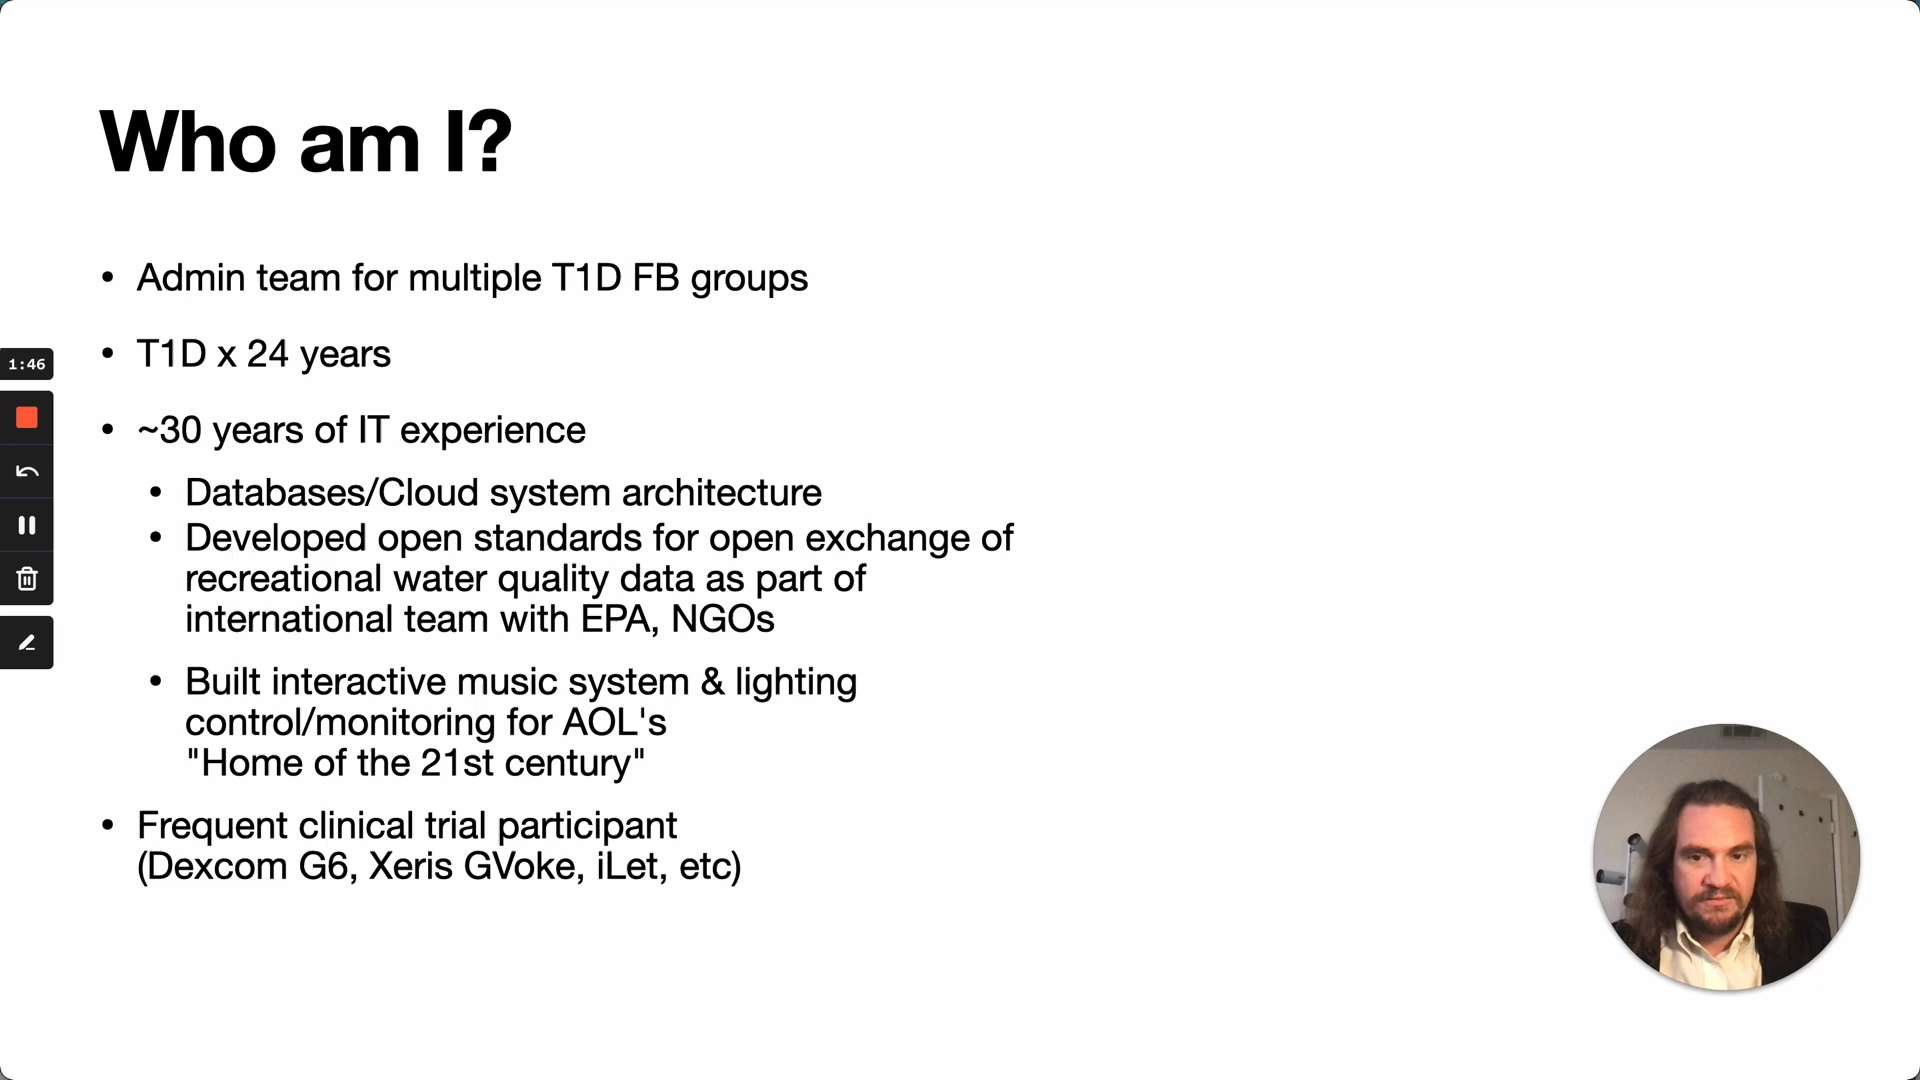 Who am I?
• Admin team for multiple T1D FB groups
• T1D x 24 years
• ~30 years of IT experience
• Databases/Cloud system architecture
• Developed open standards for open exchange of
recreational water quality data as part of
international team with EPA, NGOs
• Built interactive music system & lighting
control/monitoring for AOL's
"Home of the 21st century"
• Frequent clinical trial participant
(Dexcom G6, Xeris GVoke, iLet, etc)
1:46